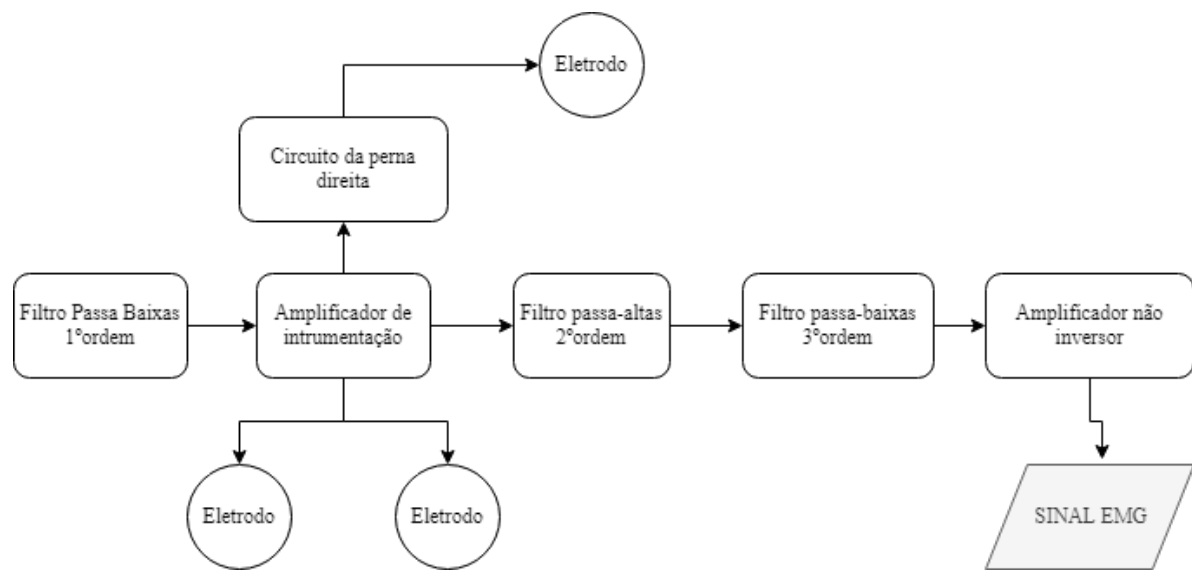 Eletrodo
Circuito da perna
direita
Filtro Passa Baixas
1°ordem
Amplificador de
intrumentação
Filtro passa-altas
2°ordem
Filtro passa-baixas
3°ordem
Amplificador não
inversor
Eletrodo
Eletrodo
SINAL EMG